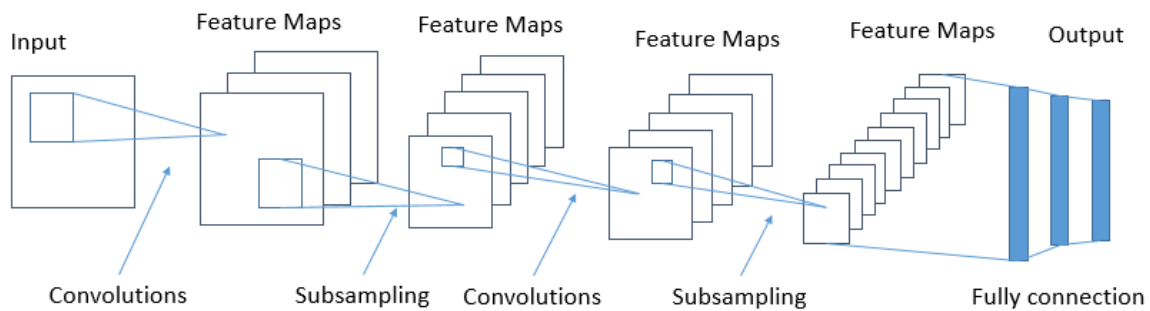 Input
Feature Maps
Feature Maps
Feature Maps
Feature Maps
Output
Convolutions
Subsampling
Convolutions
Subsampling
Fully connection